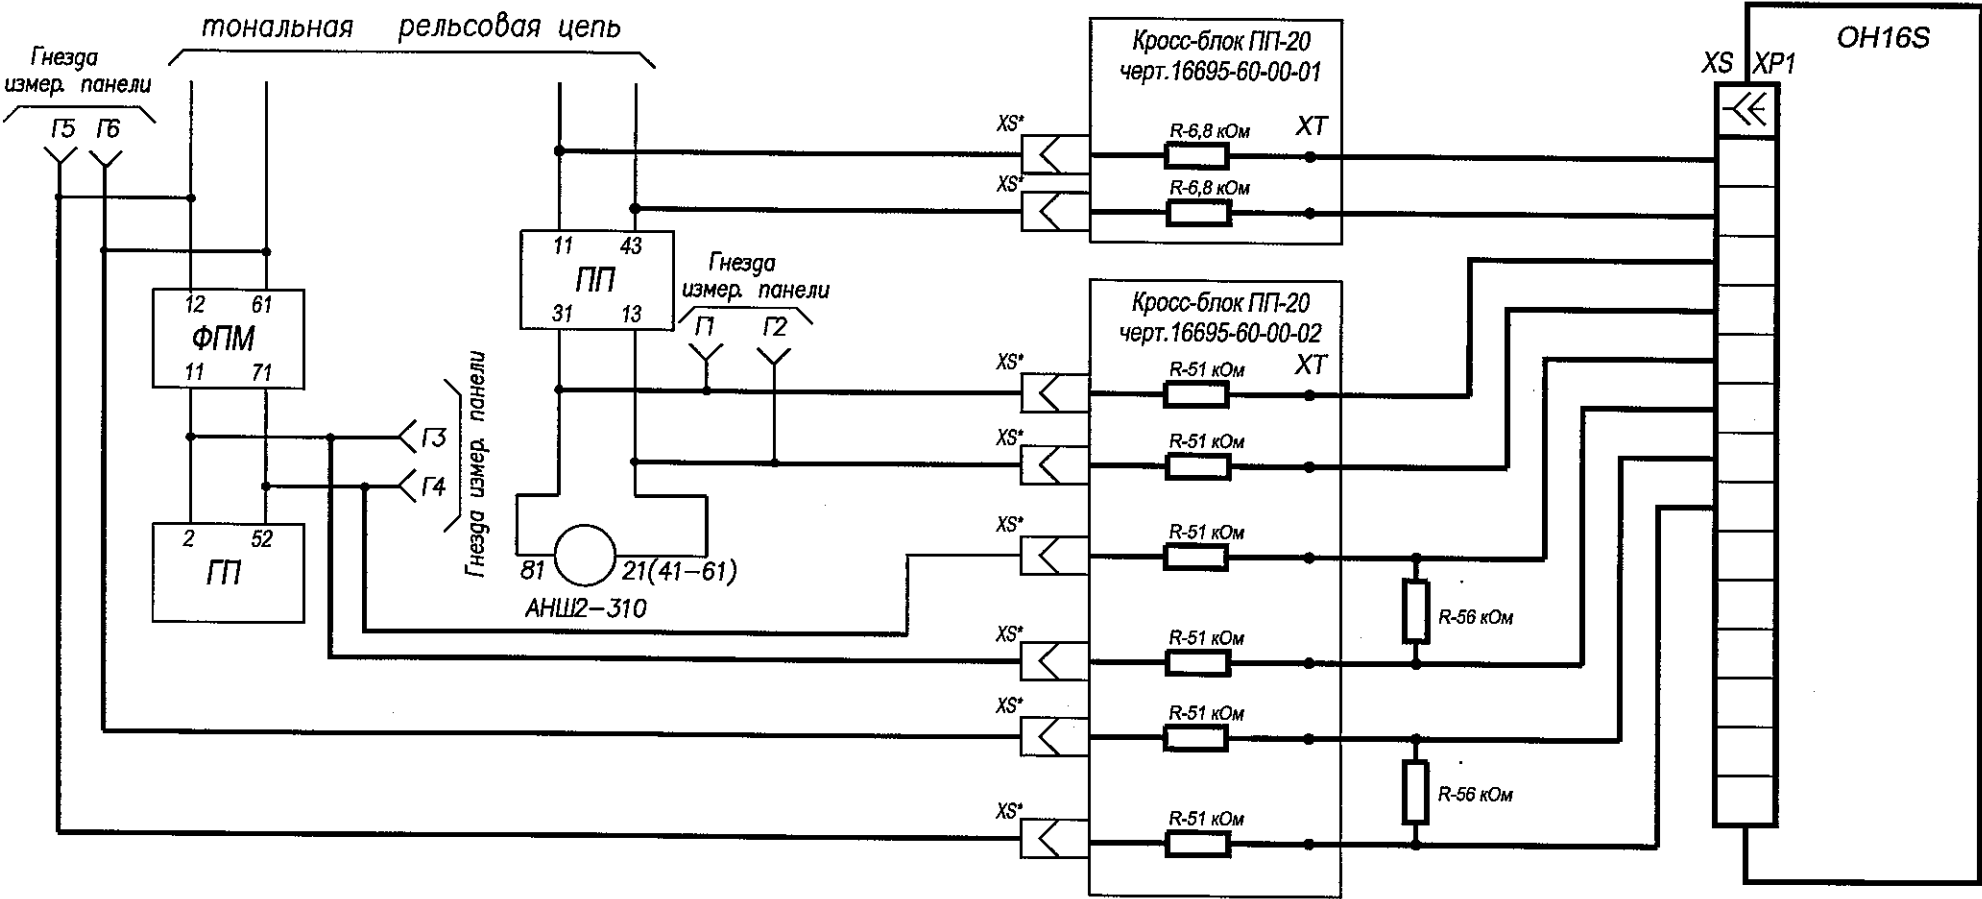 тональная рельсовая цепь
Гнезда
измер. панели
Г5 Г6
12 61
ФПМ
11 71
2 52
ГП
Г3
Г4
Гнезда измер. панели
11 43
ПП
31 13
Гнезда
измер. панели
Г1 Г2
81 21(41–61)
АНШ2–310
Кросс-блок ПП-20
черт.16695-60-00-01
XS*
R-6,8 кОм
XT
XS*
R-6,8 кОм
Кросс-блок ПП-20
черт.16695-60-00-02
XS*
R-51 кОм
XT
XS*
R-51 кОм
XS*
R-51 кОм
R-56 кОм
XS*
R-51 кОм
XS*
R-51 кОм
R-56 кОм
XS*
R-51 кОм
OH16S
XS XP1